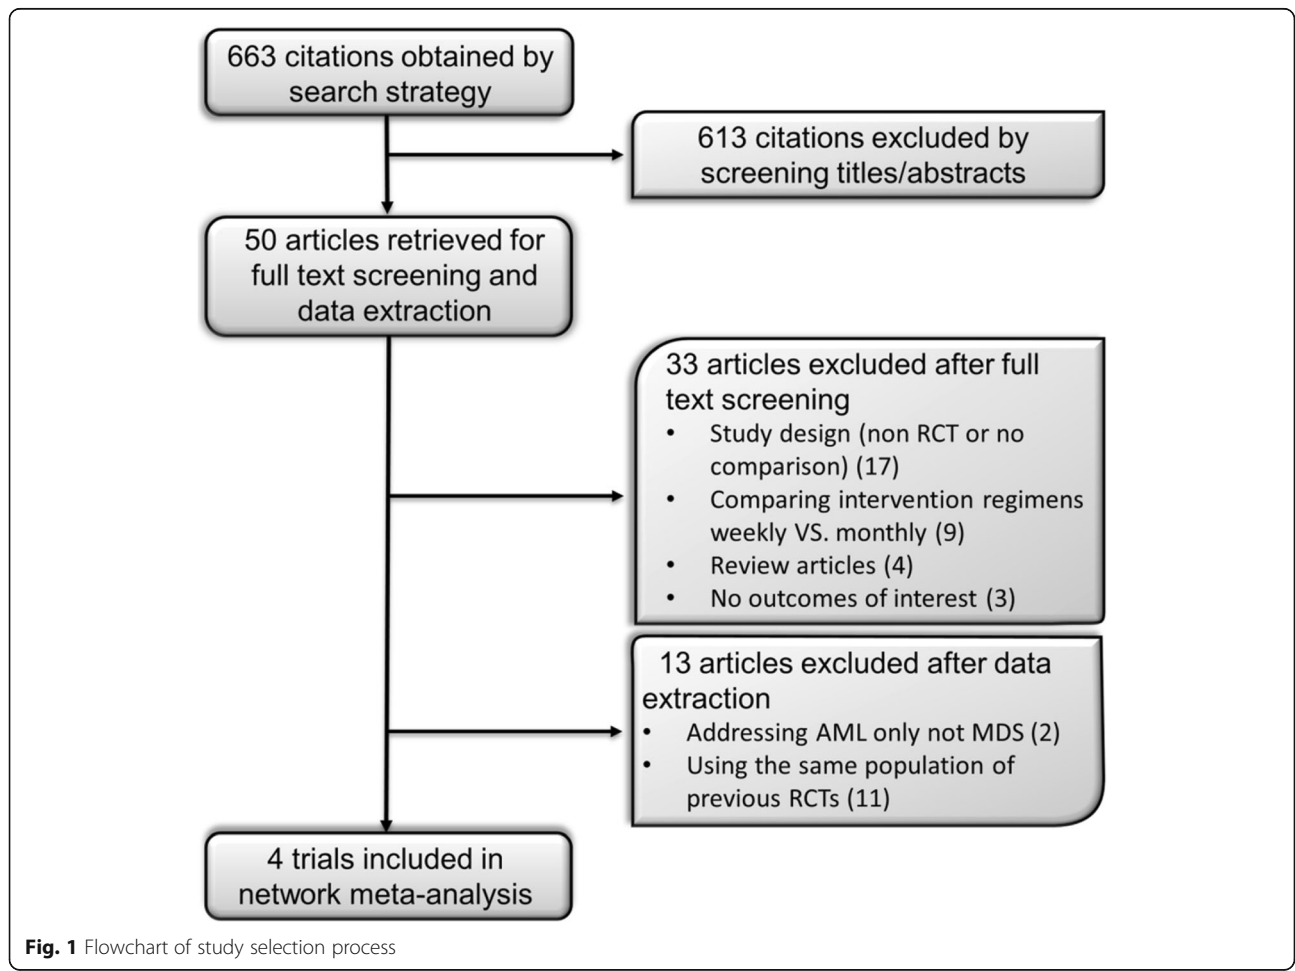 663 citations obtained by
search strategy
613 citations excluded by
screening titles/abstracts
50 articles retrieved for
full text screening and
data extraction
33 articles excluded after full
text screening
• Study design (non RCT or no
comparison) (17)
• Comparing intervention regimens
weekly VS. monthly (9)
• Review articles (4)
• No outcomes of interest (3)
13 articles excluded after data
extraction
• Addressing AML only not MDS (2)
• Using the same population of
previous RCTs (11)
4 trials included in
network meta-analysis
Fig. 1 Flowchart of study selection process